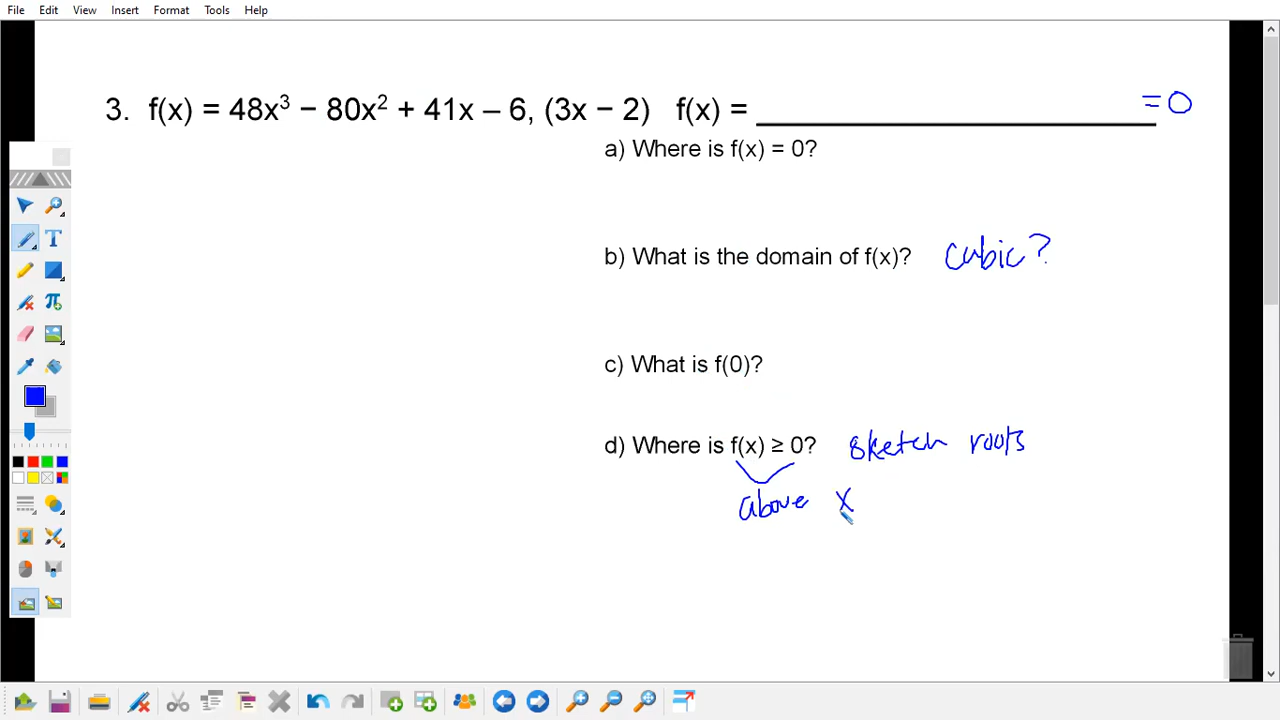 File Edit View Insert Format Tools Help
3. f(x) = 48x³ − 80x² + 41x – 6, (3x − 2) f(x) = ____________________ = 0
a) Where is f(x) = 0?
b) What is the domain of f(x)? cubic?
c) What is f(0)?
d) Where is f(x) ≥ 0? sketch roots
above x